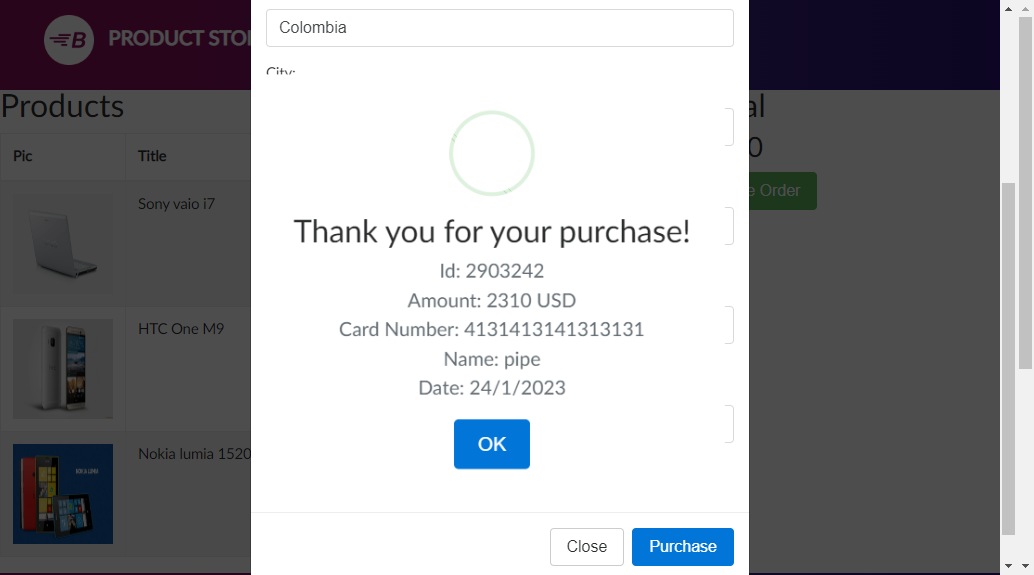 PRODUCT STO
Colombia
City:
Products
al
0
e Order
Pic
Title
Sony vaio i7
HTC One M9
Nokia lumia 1520
NOKIA LUMIA
Thank you for your purchase!
Id: 2903242
Amount: 2310 USD
Card Number: 4131413141313131
Name: pipe
Date: 24/1/2023
OK
Close
Purchase